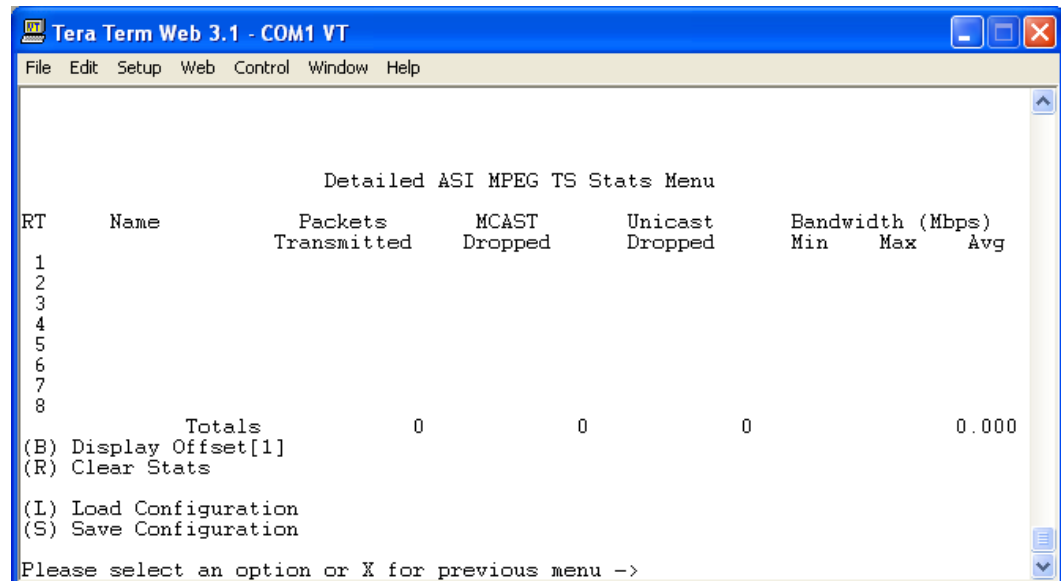 VT Tera Term Web 3.1 - COM1 VT
File Edit Setup Web Control Window Help
Detailed ASI MPEG TS Stats Menu
RT Name Packets MCAST Unicast Bandwidth (Mbps)
Transmitted Dropped Dropped Min Max Avg
1
2
3
4
5
6
7
8
Totals 0 0 0 0.000
(B) Display Offset[1]
(R) Clear Stats
(L) Load Configuration
(S) Save Configuration
Please select an option or X for previous menu ->